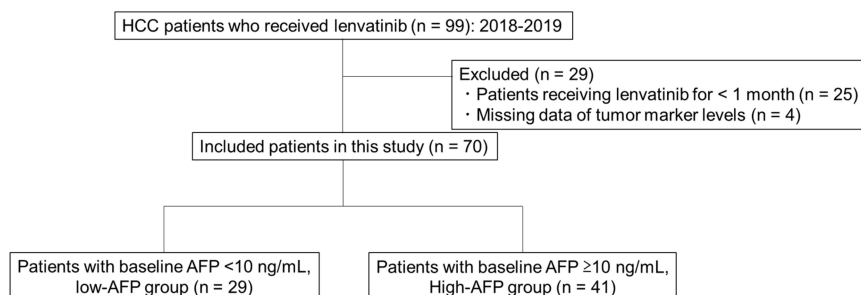 HCC patients who received lenvatinib (n = 99): 2018-2019
Excluded (n = 29)
・Patients receiving lenvatinib for < 1 month (n = 25)
・Missing data of tumor marker levels (n = 4)
Included patients in this study (n = 70)
Patients with baseline AFP <10 ng/mL,
low-AFP group (n = 29)
Patients with baseline AFP ≥10 ng/mL,
High-AFP group (n = 41)